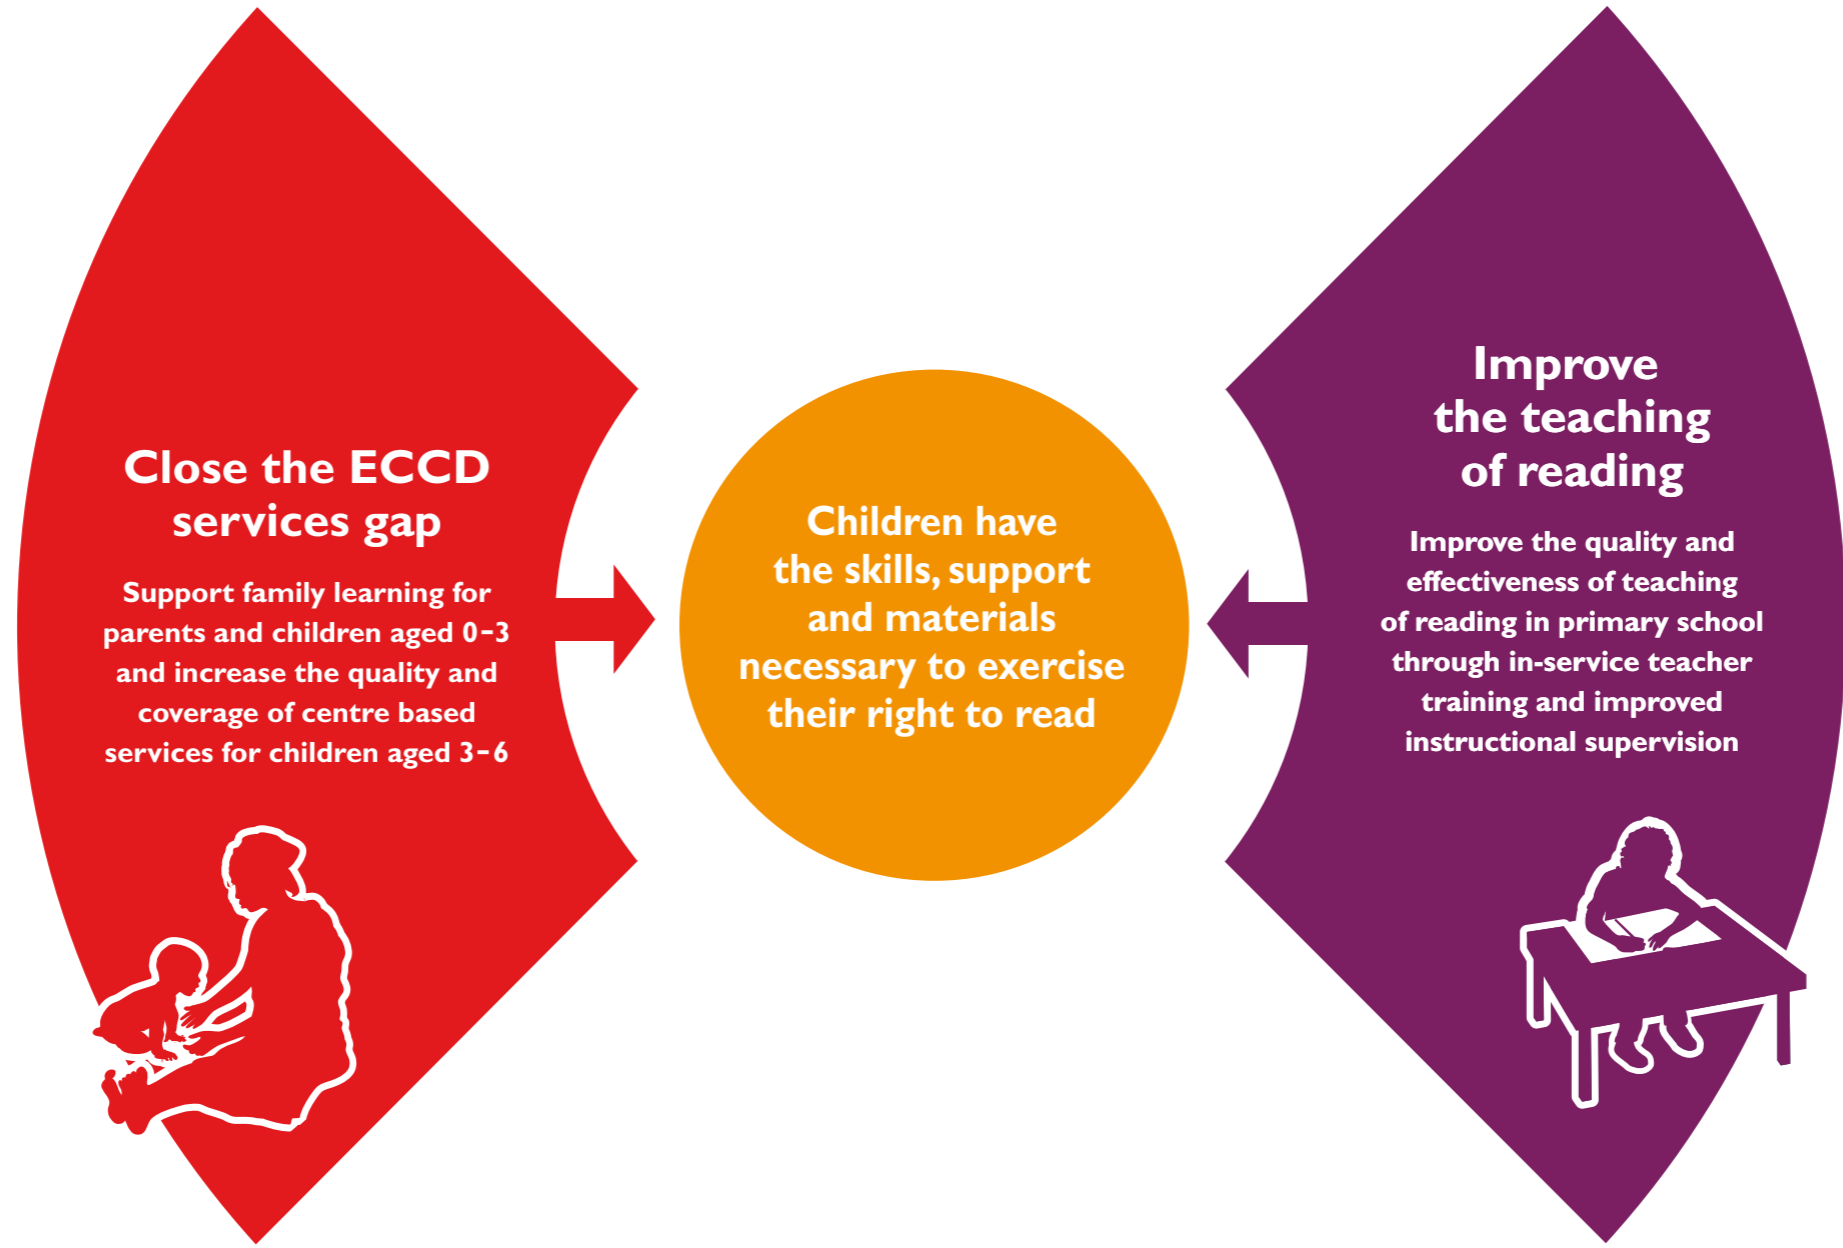 Close the ECCD
services gap
Support family learning for
parents and children aged 0-3
and increase the quality and
coverage of centre based
services for children aged 3-6
Children have
the skills, support
and materials
necessary to exercise
their right to read
Improve
the teaching
of reading
Improve the quality and
effectiveness of teaching
of reading in primary school
through in-service teacher
training and improved
instructional supervision